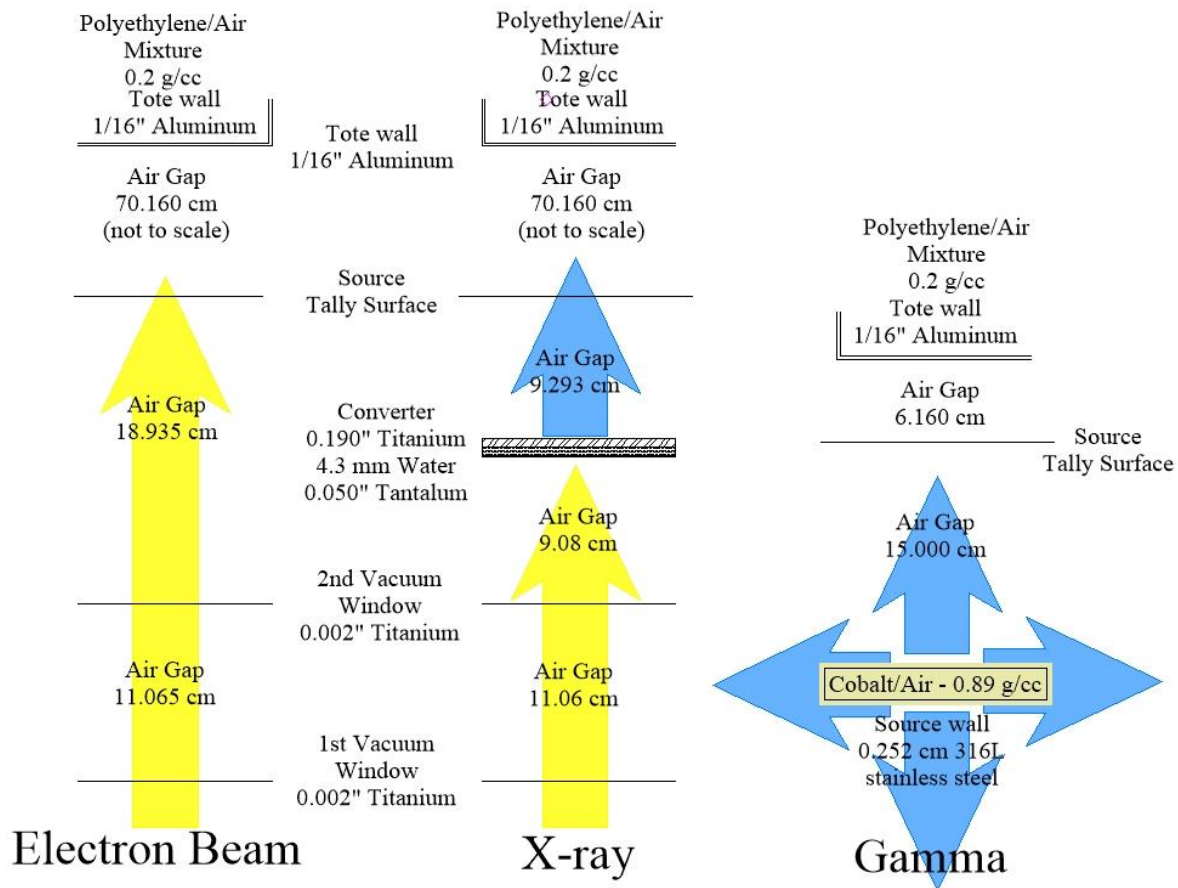 Polyethylene/Air
Mixture
0.2 g/cc
Tote wall
1/16" Aluminum
Air Gap
70.160 cm
(not to scale)
Air Gap
18.935 cm
Air Gap
11.065 cm
Electron Beam
Tote wall
1/16" Aluminum
Source
Tally Surface
Converter
0.190" Titanium
4.3 mm Water
0.050" Tantalum
2nd Vacuum
Window
0.002" Titanium
1st Vacuum
Window
0.002" Titanium
Polyethylene/Air
Mixture
0.2 g/cc
Tote wall
1/16" Aluminum
Air Gap
70.160 cm
(not to scale)
Air Gap
9.293 cm
Air Gap
9.08 cm
Air Gap
11.06 cm
X-ray
Polyethylene/Air
Mixture
0.2 g/cc
Tote wall
1/16" Aluminum
Air Gap
6.160 cm
Source
Tally Surface
Air Gap
15.000 cm
Cobalt/Air - 0.89 g/cc
Source wall
0.252 cm 316L
stainless steel
Gamma